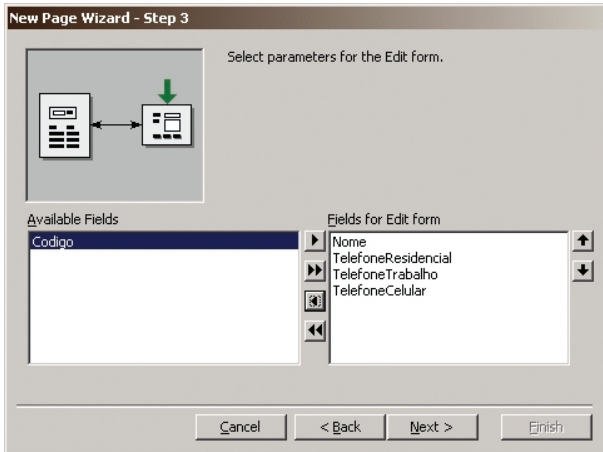 New Page Wizard - Step 3
Select parameters for the Edit form.
Available Fields
Fields for Edit form
Codigo
Nome
TelefoneResidencial
TelefoneTrabalho
TelefoneCelular
Cancel
< Back
Next >
Finish